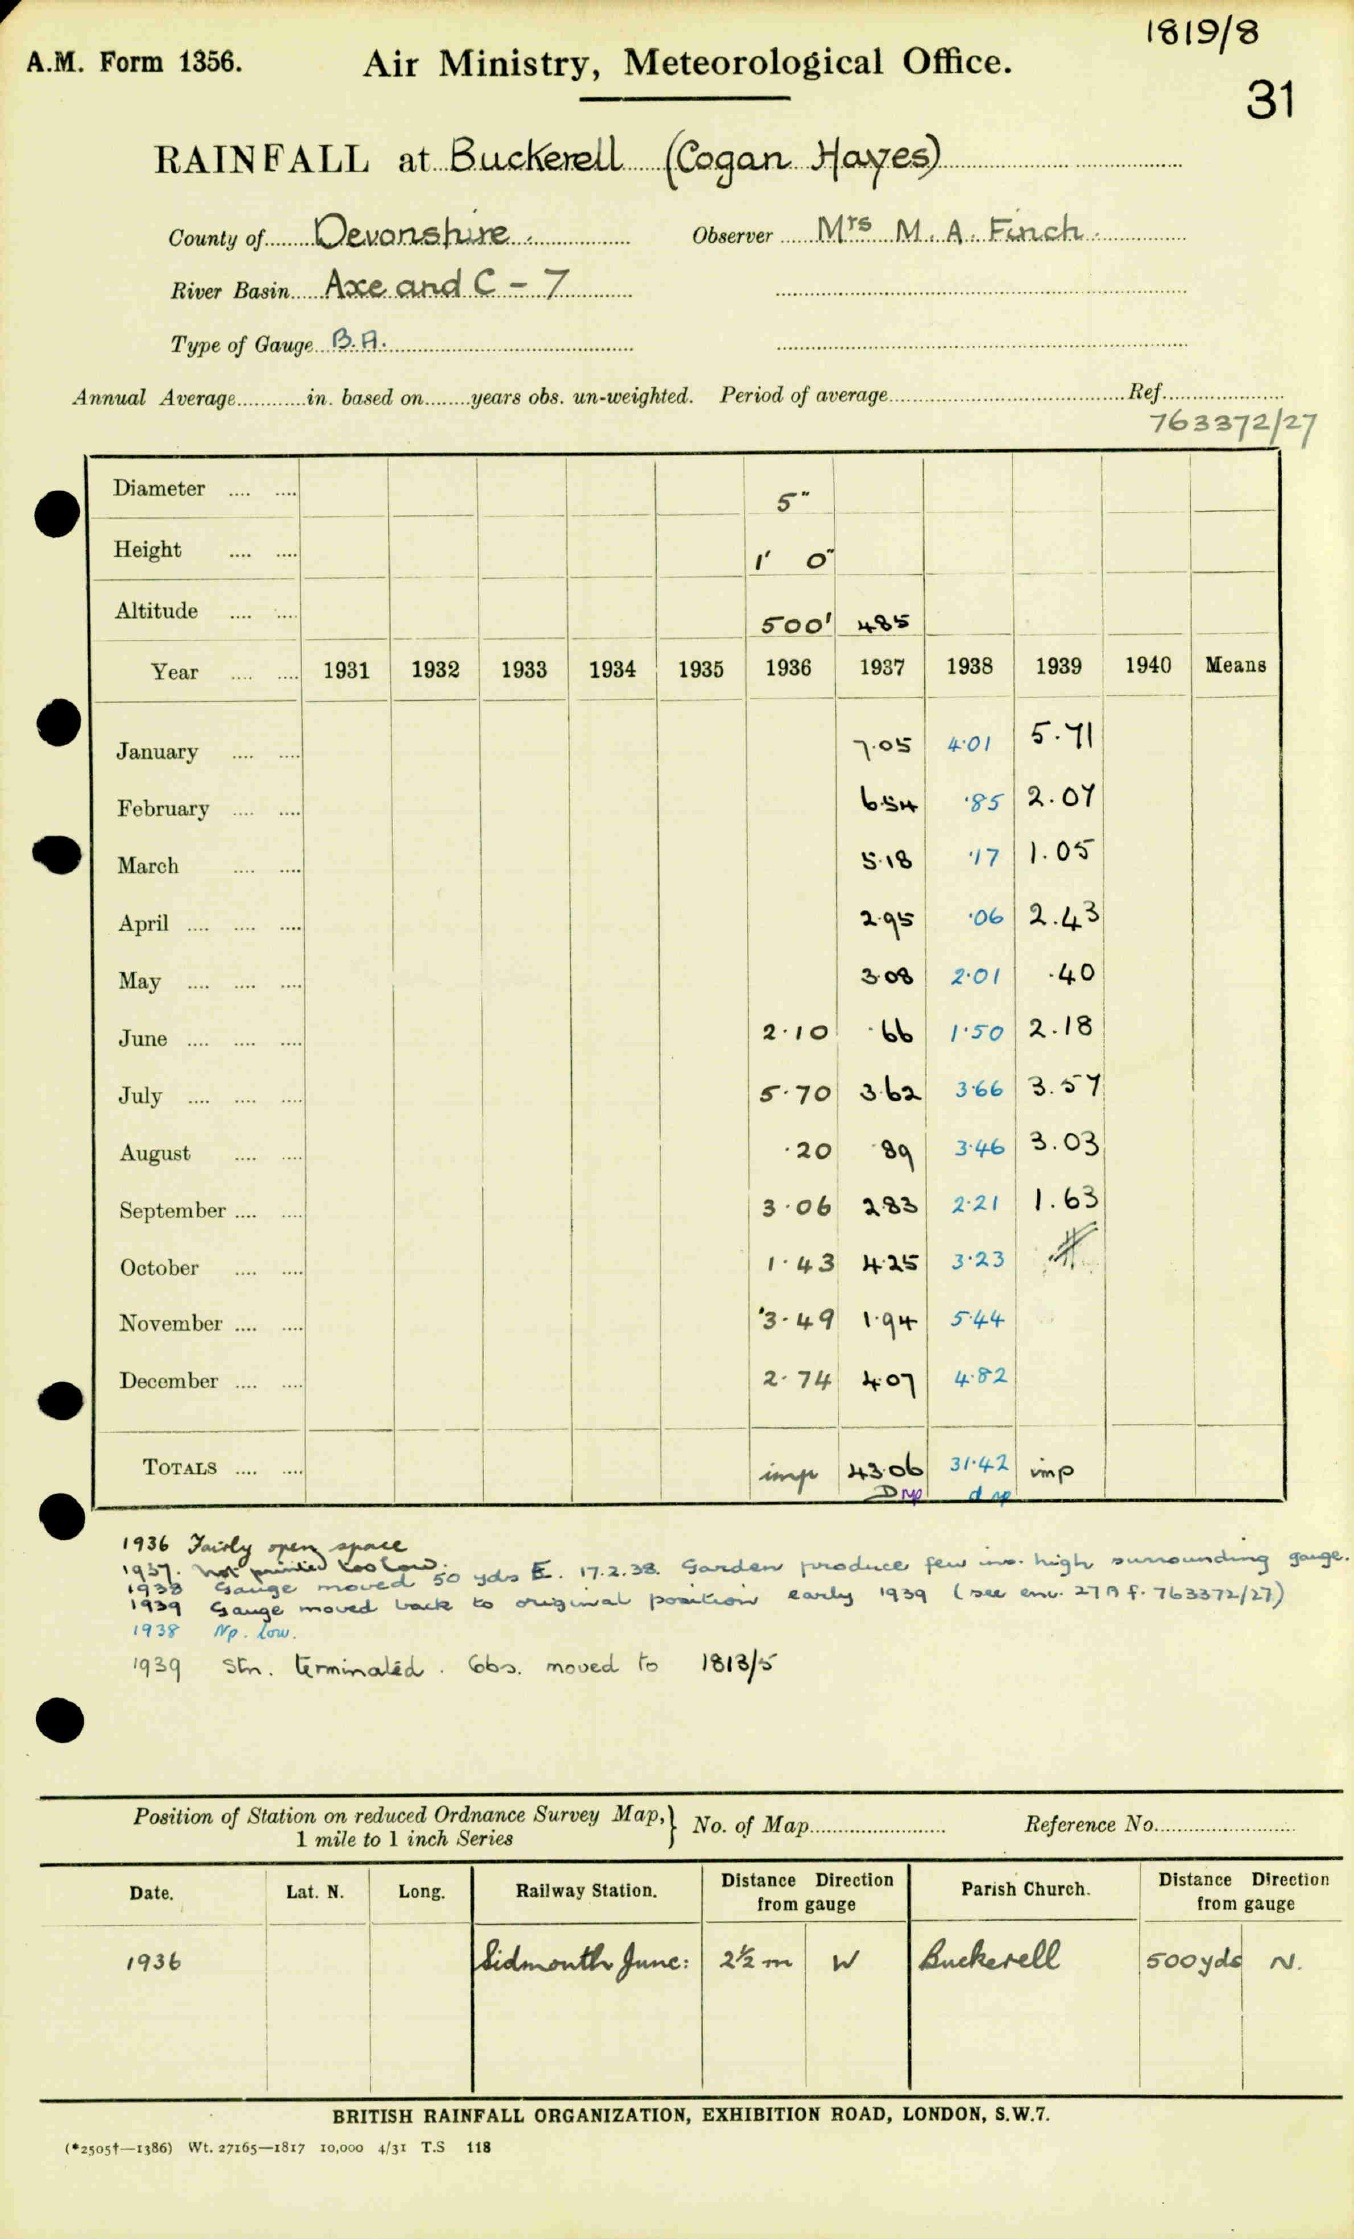 1819/8
A.M. Form 1356. Air Ministry, Meteorological Office.
31
RAINFALL at Buckerell (Cogan Hayes)
County of Devonshire. Observer Mrs M. A. Finch.
River Basin Axe and C - 7
Type of Gauge B.A.
Annual Average in. based on years obs. un-weighted. Period of average Ref.
763372/27
Diameter 5"
Height 1' 0"
Altitude 500' 485
Year 1931 1932 1933 1934 1935 1936 1937 1938 1939 1940 Means
January 7.05 4.01 5.71
February 6.54 .85 2.07
March 5.18 .17 1.05
April 2.95 .06 2.43
May 3.08 2.01 .40
June 2.10 .66 1.50 2.18
July 5.70 3.62 3.66 3.57
August .20 .89 3.46 3.03
September 3.06 2.83 2.21 1.63
October 1.43 4.25 3.23
November 3.49 1.94 5.44
December 2.74 4.07 4.82
TOTALS imp 43.06 31.42 imp
D np d np
1936 Fairly open space
1937. Not printed too low.
1938 Gauge moved 50 yds E. 17.2.38. Garden produce few ins. high surrounding gauge.
1939 Gauge moved back to original position early 1939 (see enc. 27A f. 763372/27)
1938 Np. low.
1939 Stn. terminated. Obs. moved to 1813/5
Position of Station on reduced Ordnance Survey Map, } No. of Map Reference No.
1 mile to 1 inch Series
Date. Lat. N. Long. Railway Station. Distance Direction from gauge Parish Church. Distance Direction from gauge
1936 Sidmouth Junc: 2½ m W Buckerell 500 yds N.
BRITISH RAINFALL ORGANIZATION, EXHIBITION ROAD, LONDON, S.W.7.
(*2505†—1386) Wt. 27165—1817 10,000 4/31 T.S 118